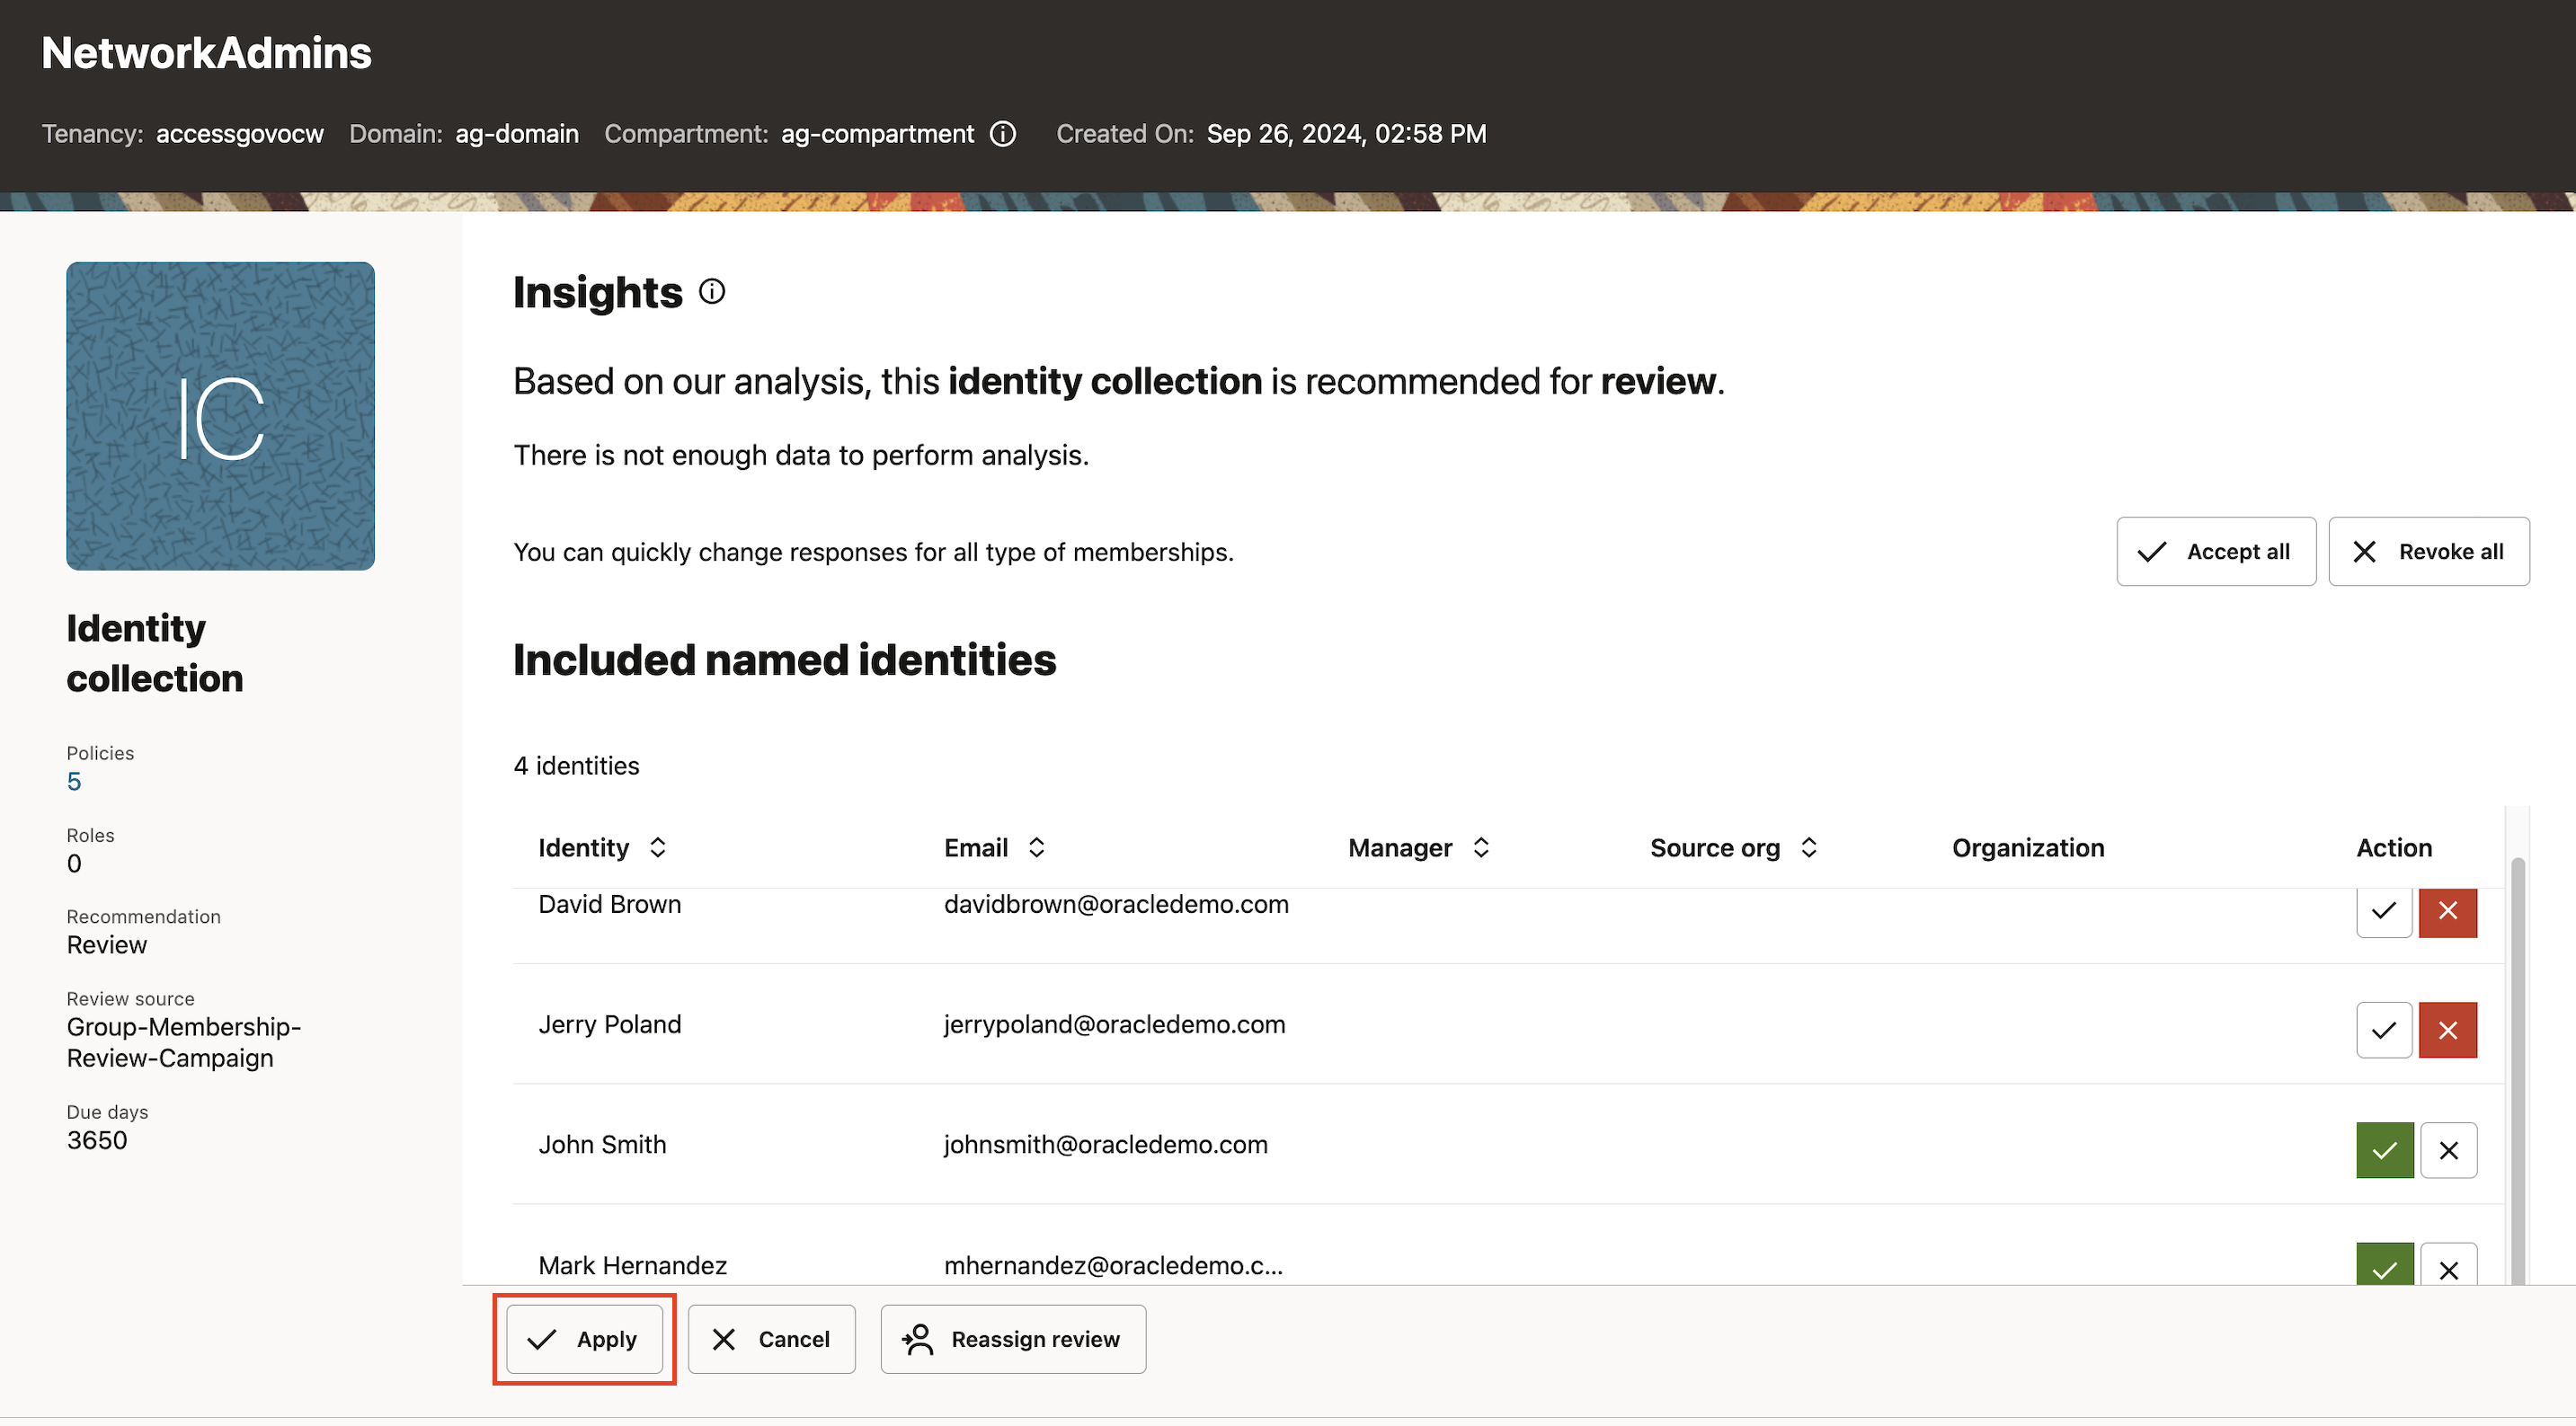 NetworkAdmins
Tenancy: accessgovocw Domain: ag-domain Compartment: ag-compartment Created On: Sep 26, 2024, 02:58 PM
IC
Identity
collection
Policies
5
Roles
0
Recommendation
Review
Review source
Group-Membership-
Review-Campaign
Due days
3650
Insights
Based on our analysis, this identity collection is recommended for review.
There is not enough data to perform analysis.
You can quickly change responses for all type of memberships.
Accept all
Revoke all
Included named identities
4 identities
Identity Email Manager Source org Organization Action
David Brown davidbrown@oracledemo.com
Jerry Poland jerrypoland@oracledemo.com
John Smith johnsmith@oracledemo.com
Mark Hernandez mhernandez@oracledemo.c...
Apply
Cancel
Reassign review